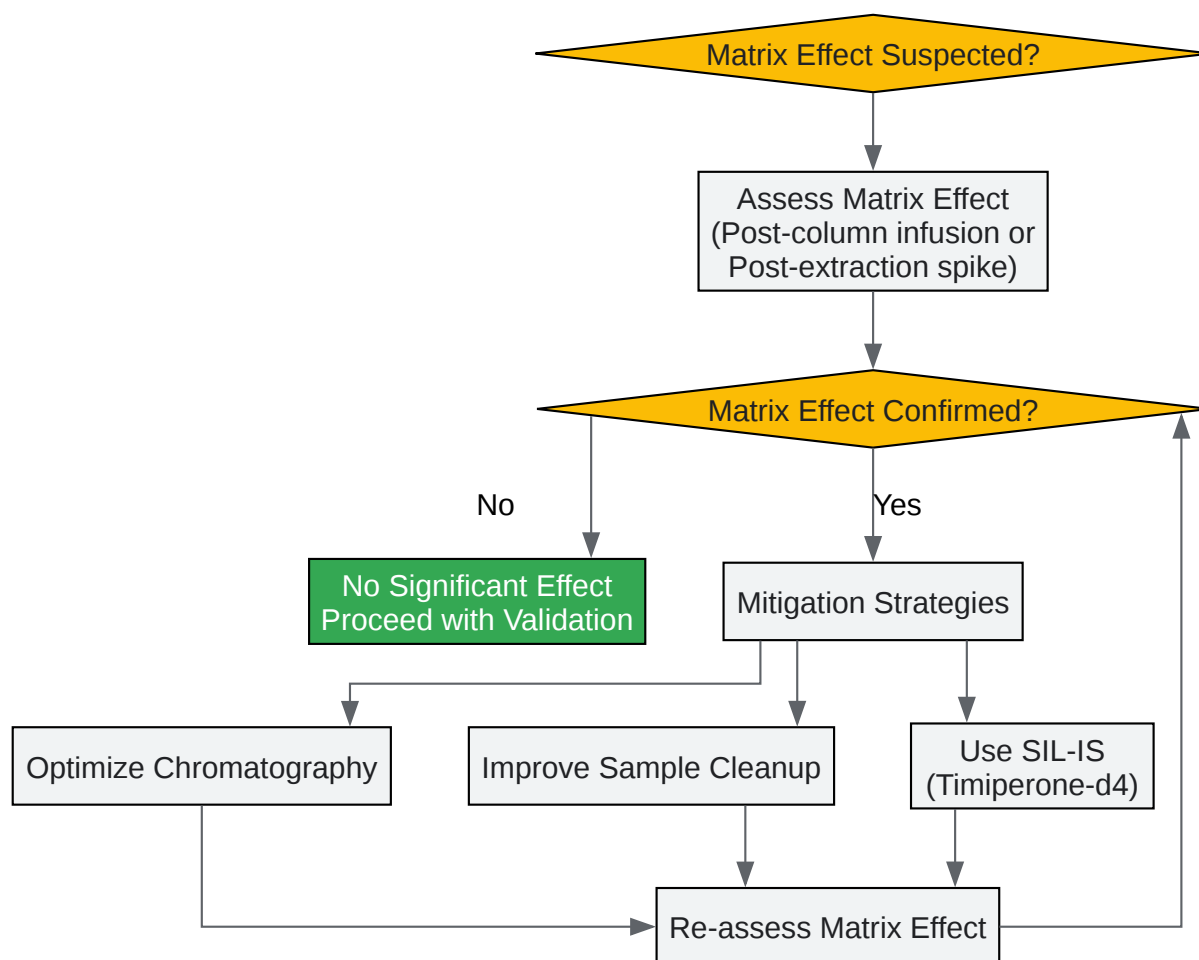 Matrix Effect Suspected?
Assess Matrix Effect
(Post-column infusion or
Post-extraction spike)
Matrix Effect Confirmed?
No
Yes
No Significant Effect
Proceed with Validation
Mitigation Strategies
Optimize Chromatography
Improve Sample Cleanup
Use SIL-IS
(Timiperone-d4)
Re-assess Matrix Effect